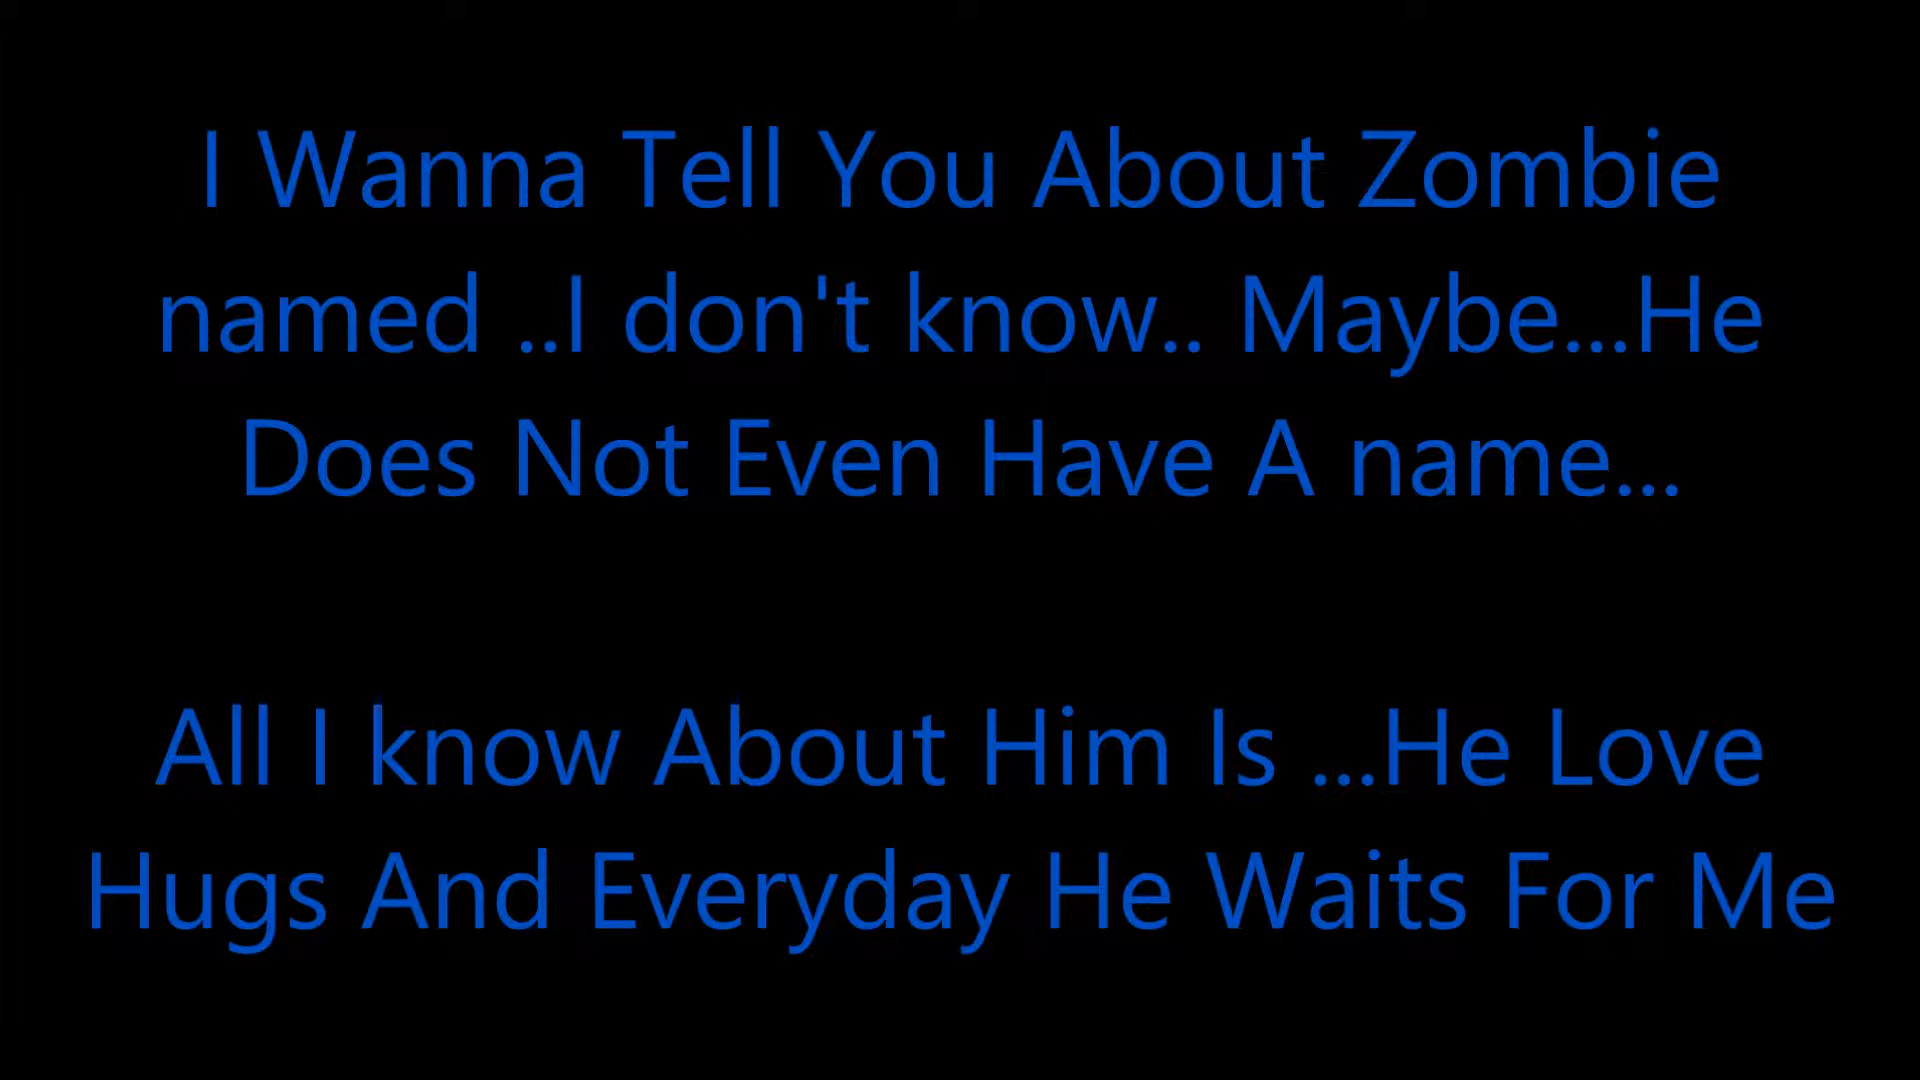 I Wanna Tell You About Zombie
named ..I don't know.. Maybe...He
Does Not Even Have A name...
All I know About Him Is ...He Love
Hugs And Everyday He Waits For Me